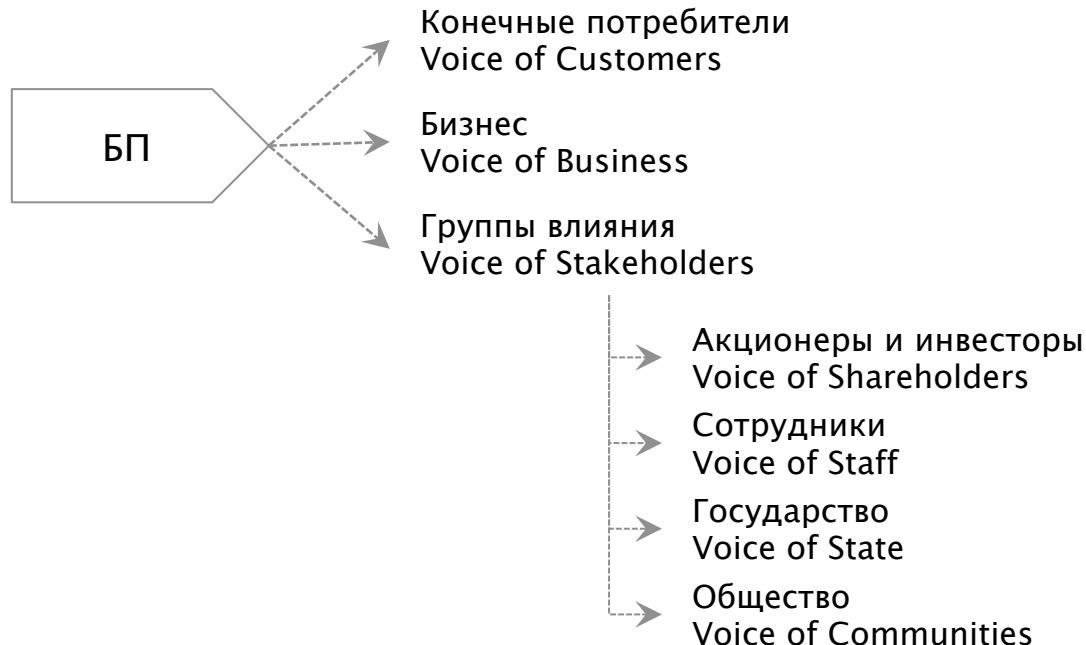 Конечные потребители
Voice of Customers
БП
Бизнес
Voice of Business
Группы влияния
Voice of Stakeholders
Акционеры и инвесторы
Voice of Shareholders
Сотрудники
Voice of Staff
Государство
Voice of State
Общество
Voice of Communities